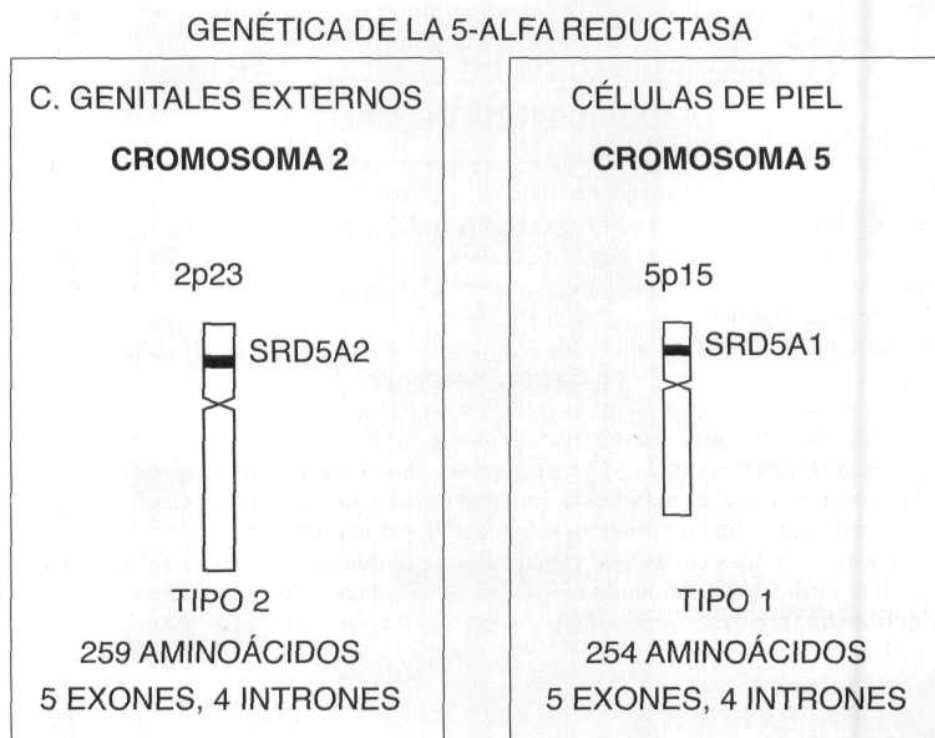 GENÉTICA DE LA 5-ALFA REDUCTASA
C. GENITALES EXTERNOS
CROMOSOMA 2
2p23
SRD5A2
TIPO 2
259 AMINOÁCIDOS
5 EXONES, 4 INTRONES
CÉLULAS DE PIEL
CROMOSOMA 5
5p15
SRD5A1
TIPO 1
254 AMINOÁCIDOS
5 EXONES, 4 INTRONES